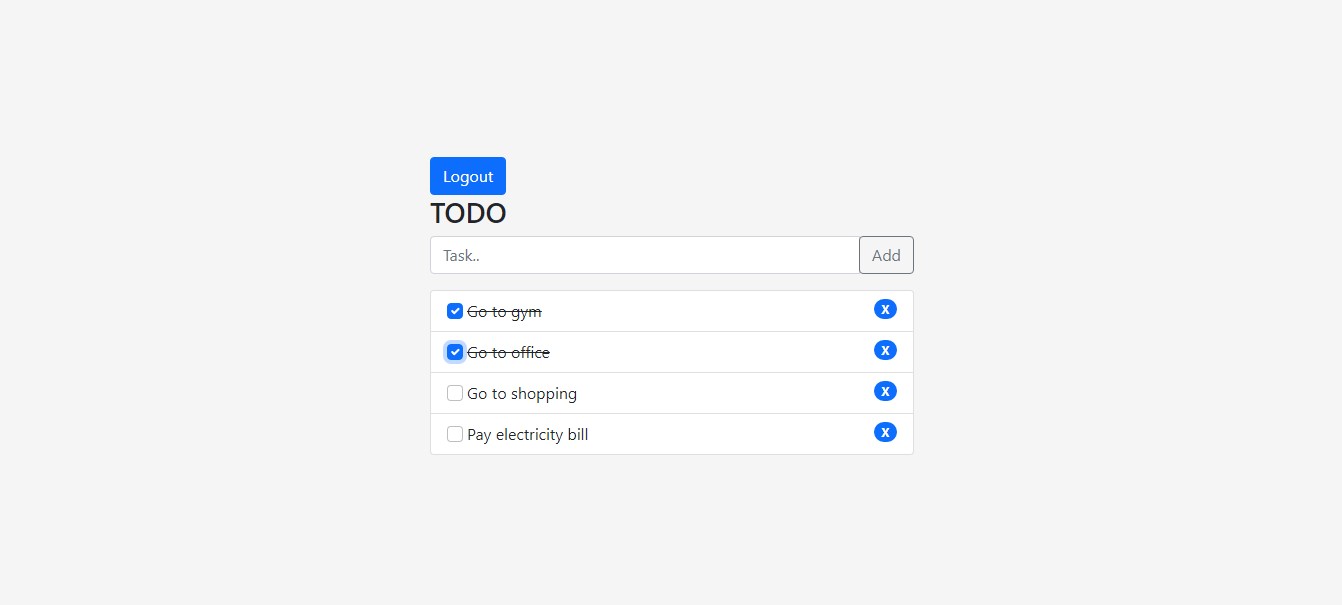 Logout
TODO
Task.. Add
Go to gym X
Go to office X
Go to shopping X
Pay electricity bill X